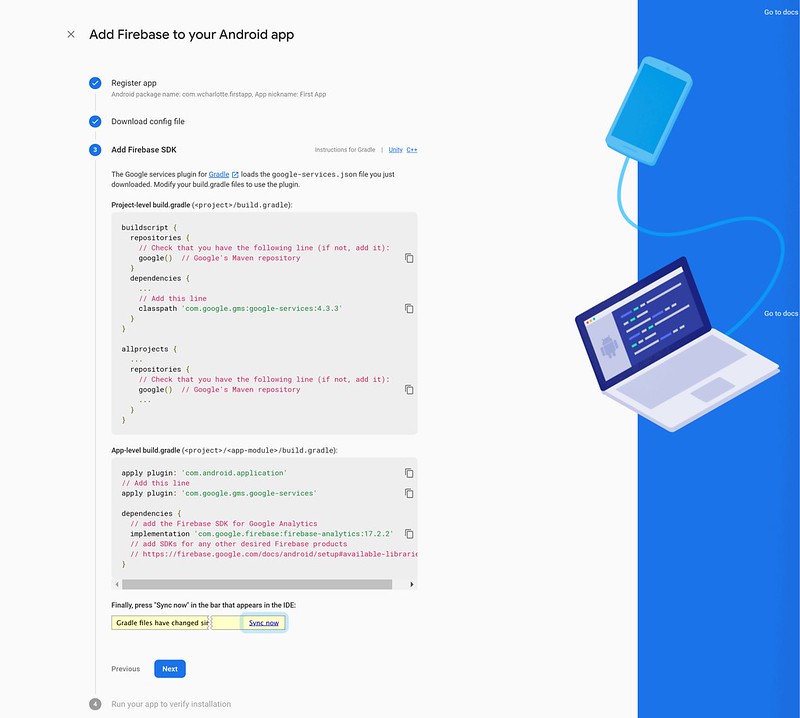 Go to docs
Add Firebase to your Android app
Register app
Android package name: com.wcharlotte.firstapp, App nickname: First App
Download config file
3 Add Firebase SDK
Instructions for Gradle | Unity C++
The Google services plugin for Gradle loads the google-services.json file you just
downloaded. Modify your build.gradle files to use the plugin.
Project-level build.gradle (<project>/build.gradle):
buildscript {
repositories {
// Check that you have the following line (if not, add it):
google() // Google's Maven repository
}
dependencies {
...
// Add this line
classpath 'com.google.gms:google-services:4.3.3'
}
}
Go to docs
allprojects {
...
repositories {
// Check that you have the following line (if not, add it):
google() // Google's Maven repository
...
}
}
App-level build.gradle (<project>/<app-module>/build.gradle):
apply plugin: 'com.android.application'
// Add this line
apply plugin: 'com.google.gms.google-services'
dependencies {
// add the Firebase SDK for Google Analytics
implementation 'com.google.firebase:firebase-analytics:17.2.2'
// add SDKs for any other desired Firebase products
// https://firebase.google.com/docs/android/setup#available-librarie
}
Finally, press "Sync now" in the bar that appears in the IDE:
Gradle files have changed sir Sync now
Previous Next
4 Run your app to verify installation